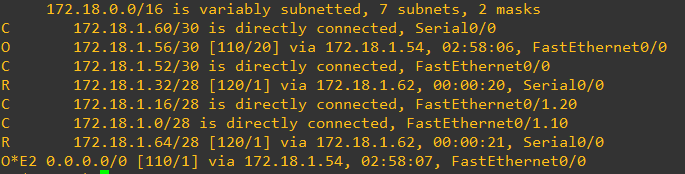 172.18.0.0/16 is variably subnetted, 7 subnets, 2 masks
C 172.18.1.60/30 is directly connected, Serial0/0
O 172.18.1.56/30 [110/20] via 172.18.1.54, 02:58:06, FastEthernet0/0
C 172.18.1.52/30 is directly connected, FastEthernet0/0
R 172.18.1.32/28 [120/1] via 172.18.1.62, 00:00:20, Serial0/0
C 172.18.1.16/28 is directly connected, FastEthernet0/1.20
C 172.18.1.0/28 is directly connected, FastEthernet0/1.10
R 172.18.1.64/28 [120/1] via 172.18.1.62, 00:00:21, Serial0/0
O*E2 0.0.0.0/0 [110/1] via 172.18.1.54, 02:58:07, FastEthernet0/0